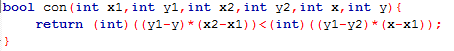 bool con(int x1,int y1,int x2,int y2,int x,int y){
return (int)((y1-y)*(x2-x1))<(int)((y1-y2)*(x-x1));
}